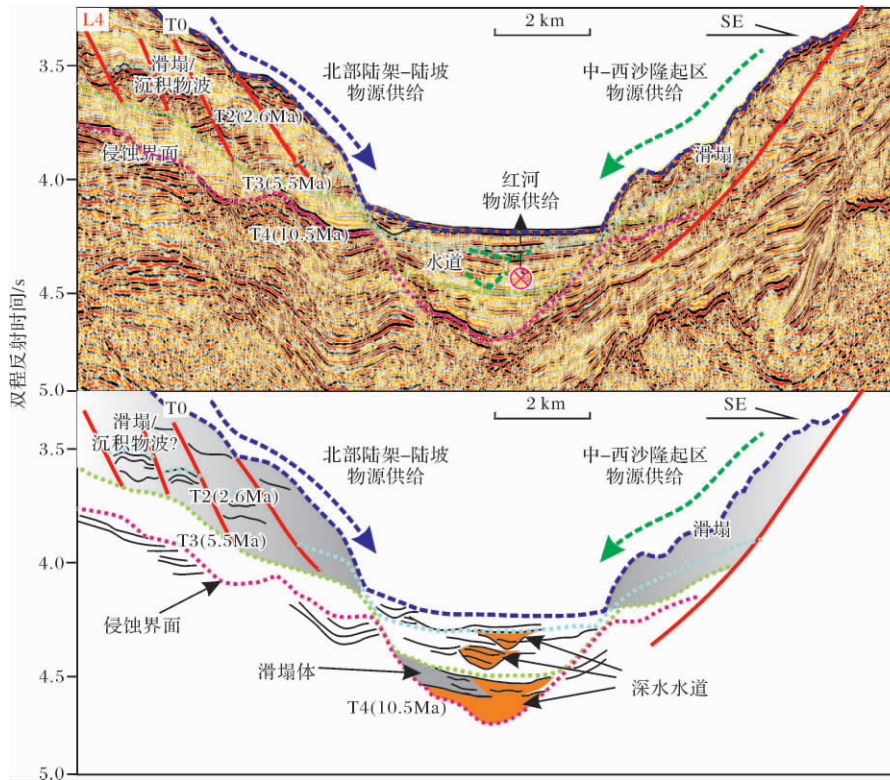 L4
T0
2 km
SE
3.5
滑塌/
沉积物波
北部陆架–陆坡
物源供给
中–西沙隆起区
物源供给
T2(2.6Ma)
侵蚀界面
滑塌
4.0
T3(5.5Ma)
红河
物源供给
T4(10.5Ma)
水道
4.5
5.0
双程反射时间/s
T0
2 km
SE
3.5
滑塌/
沉积物波?
北部陆架–陆坡
物源供给
中–西沙隆起区
物源供给
T2(2.6Ma)
滑塌
T3(5.5Ma)
4.0
侵蚀界面
滑塌体
4.5
深水水道
T4(10.5Ma)
5.0